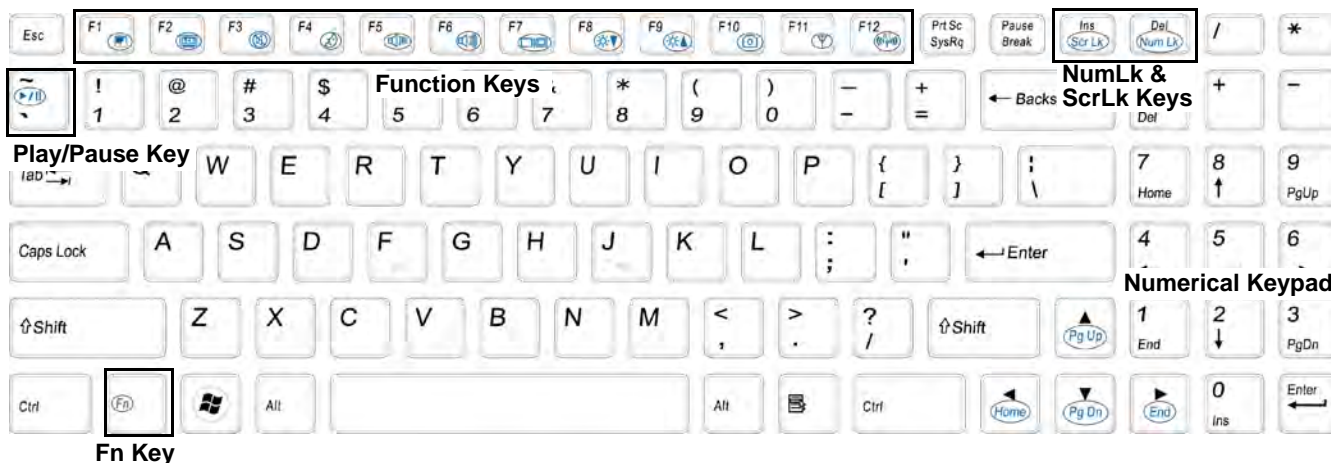 Esc F1 F2 F3 F4 F5 F6 F7 F8 F9 F10 F11 F12 Prt Sc SysRq Pause Break Ins Scr Lk Del Num Lk / *
Function Keys
NumLk &
ScrLk Keys
~ ` ! 1 @ 2 # 3 $ 4 5 6 7 * 8 ( 9 ) 0 — − + = ← Backs Del + −
Play/Pause Key
Tab W E R T Y U I O P { [ } ] ¦ \ 7 Home 8 ↑ 9 PgUp
Caps Lock A S D F G H J K L : ; " ' Enter 4 5 6
Numerical Keypad
⇧Shift Z X C V B N M < , > . ? / ⇧Shift ▲ Pg Up 1 End 2 ↓ 3 PgDn
Ctrl Fn Alt Alt Ctrl ◄ Home ▼ Pg Dn ► End 0 Ins Enter
Fn Key